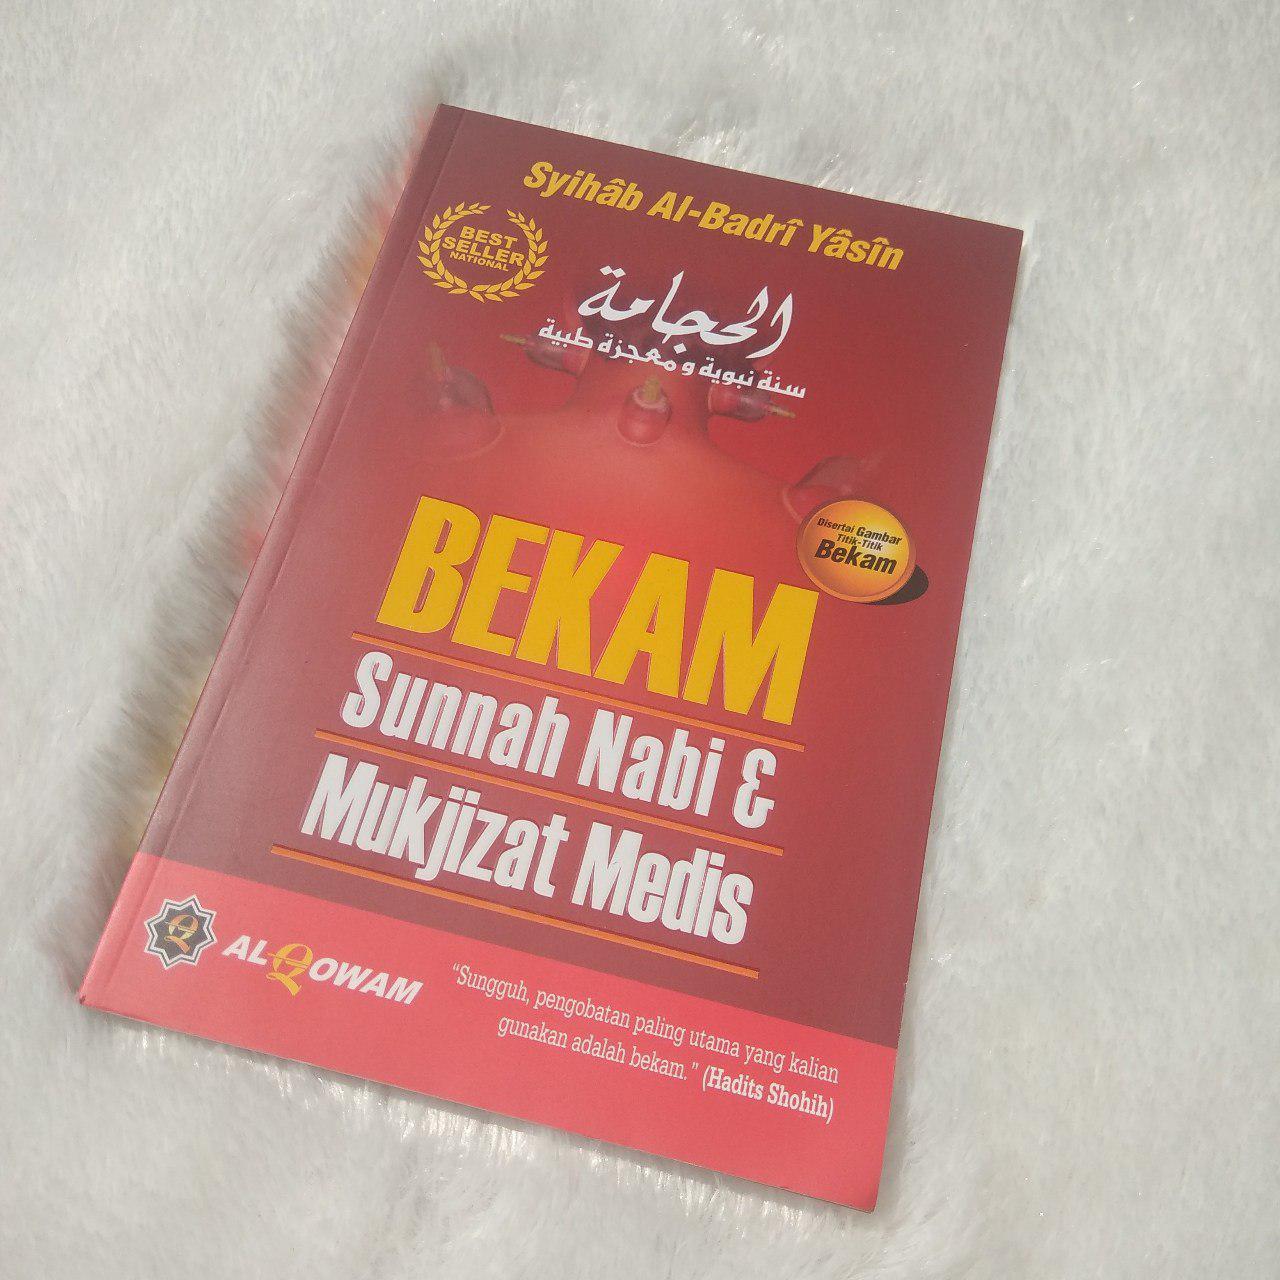 Syihâb Al-Badrî Yâsîn
BEST
SELLER
NATIONAL
الحجامة
سنة نبوية ومعجزة طبية
Disertai Gambar
Titik-Titik
Bekam
BEKAM
Sunnah Nabi &
Mukjizat Medis
AL-QOWAM
“Sungguh, pengobatan paling utama yang kalian
gunakan adalah bekam.” (Hadits Shohih)